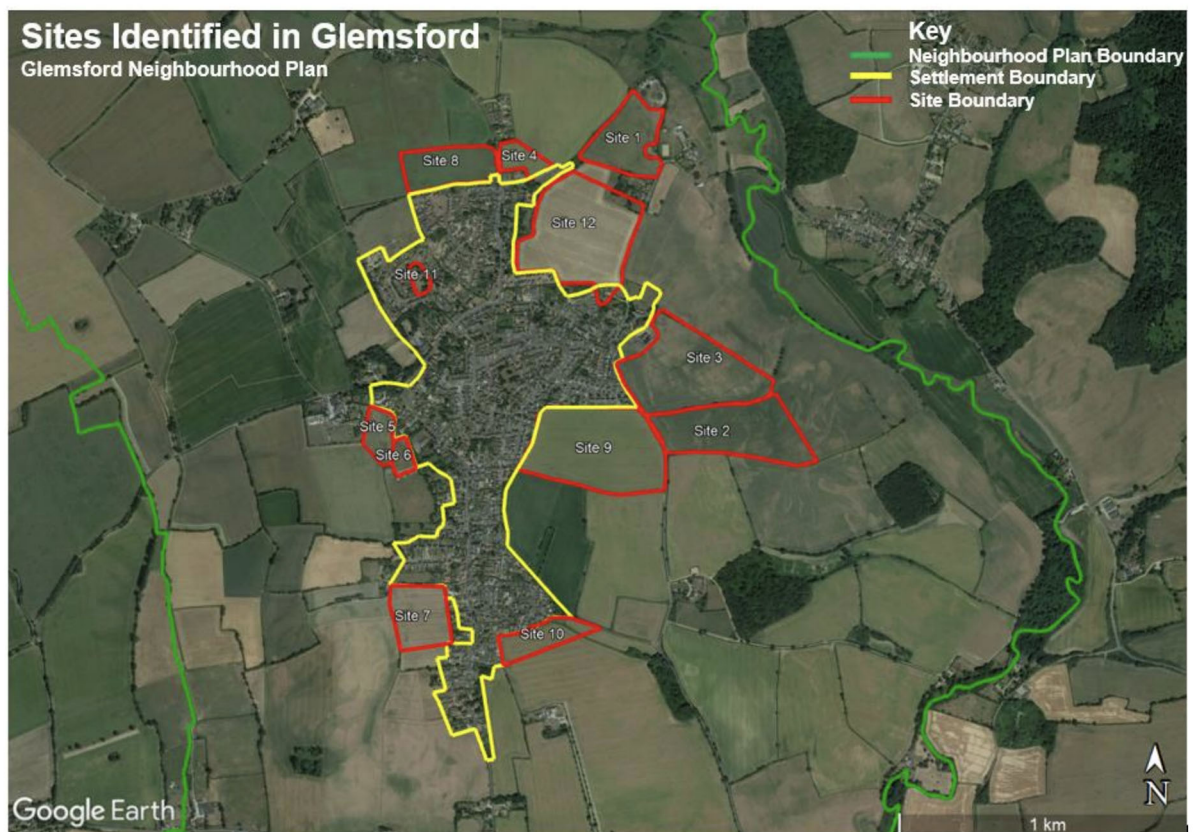 Sites Identified in Glemsford
Glemsford Neighbourhood Plan
Key
Neighbourhood Plan Boundary
Settlement Boundary
Site Boundary
Site 1
Site 4
Site 8
Site 12
Site 11
Site 3
Site 5
Site 2
Site 9
Site 6
Site 7
Site 10
N
Google Earth
1 km